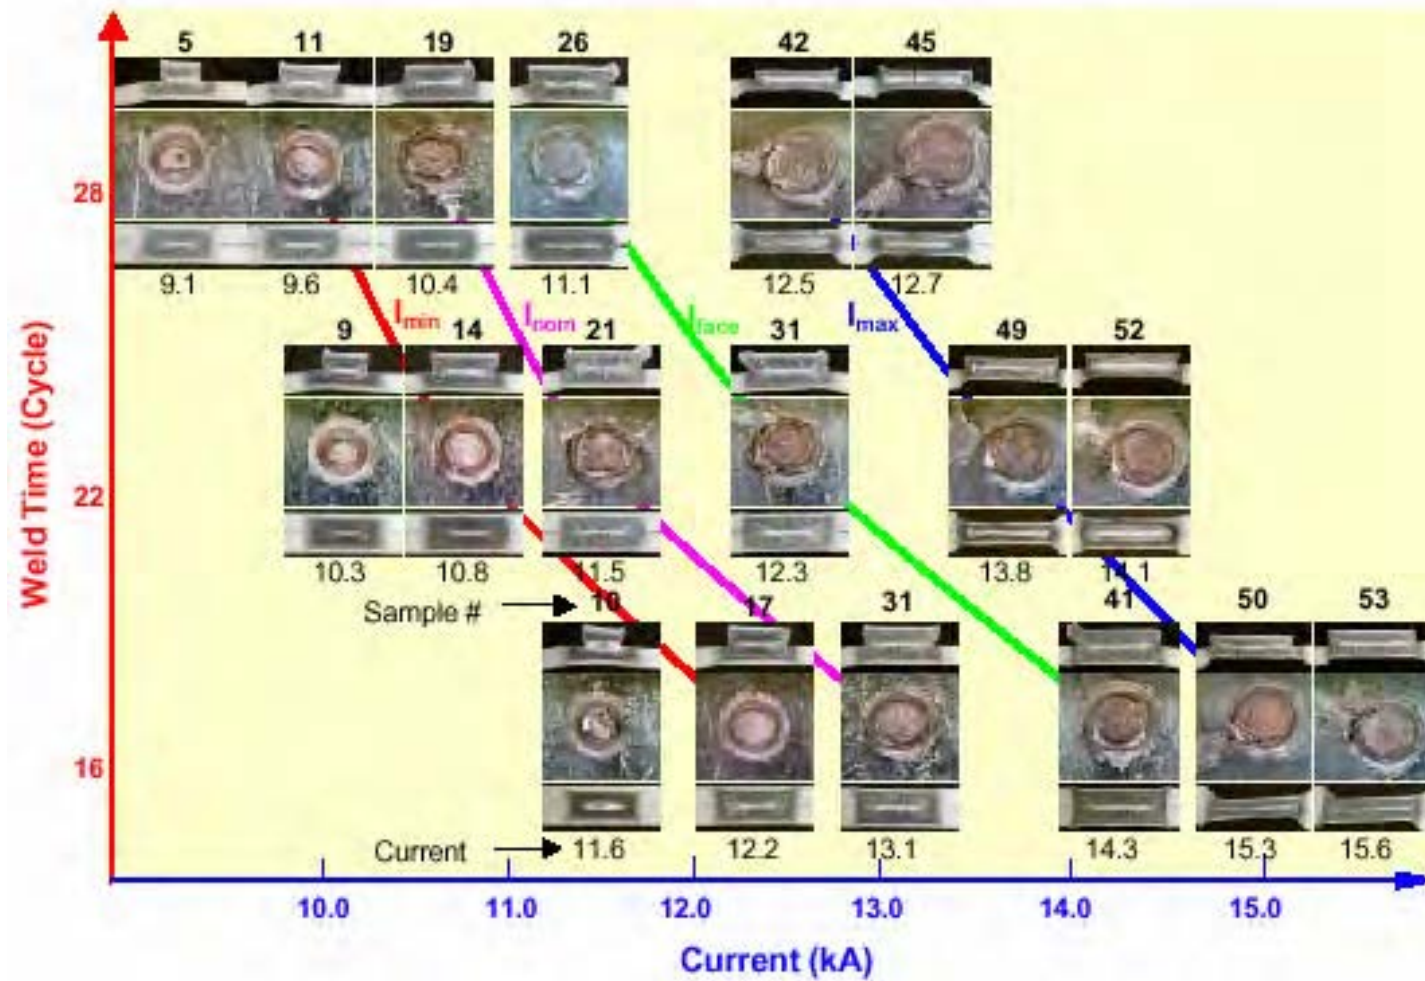 5 11 19 26 42 45
28
9.1 9.6 10.4 11.1 12.5 12.7
Imin Inom Iface Imax
9 14 21 31 49 52
Weld Time (Cycle)
22
10.3 10.8 11.5 12.3 13.8 14.1
Sample # 10 17 31 41 50 53
16
Current 11.6 12.2 13.1 14.3 15.3 15.6
10.0 11.0 12.0 13.0 14.0 15.0
Current (kA)